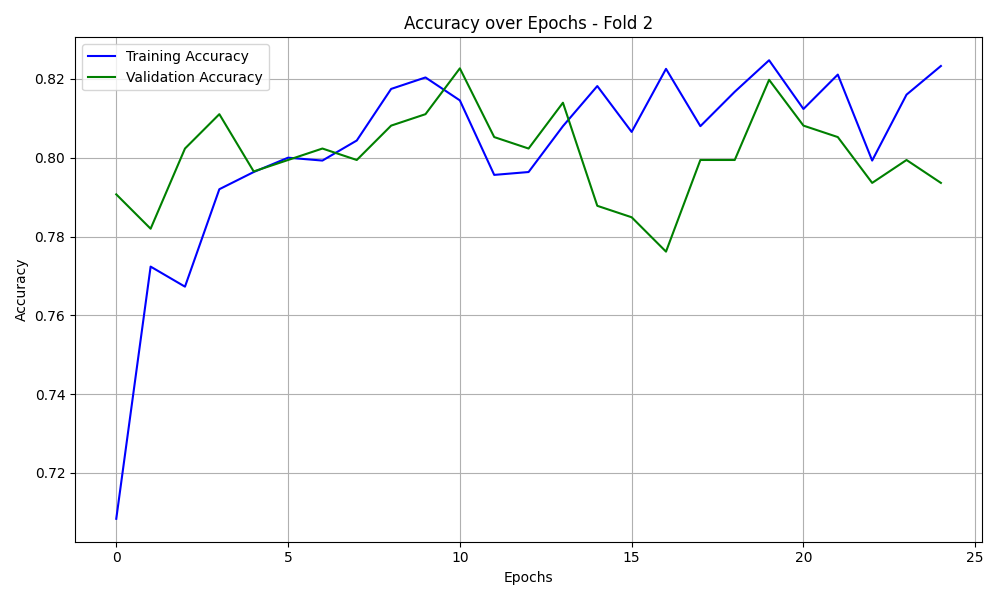 Accuracy over Epochs - Fold 2
Training Accuracy
Validation Accuracy
0.82
0.80
0.78
0.76
0.74
0.72
Accuracy
0 5 10 15 20 25
Epochs